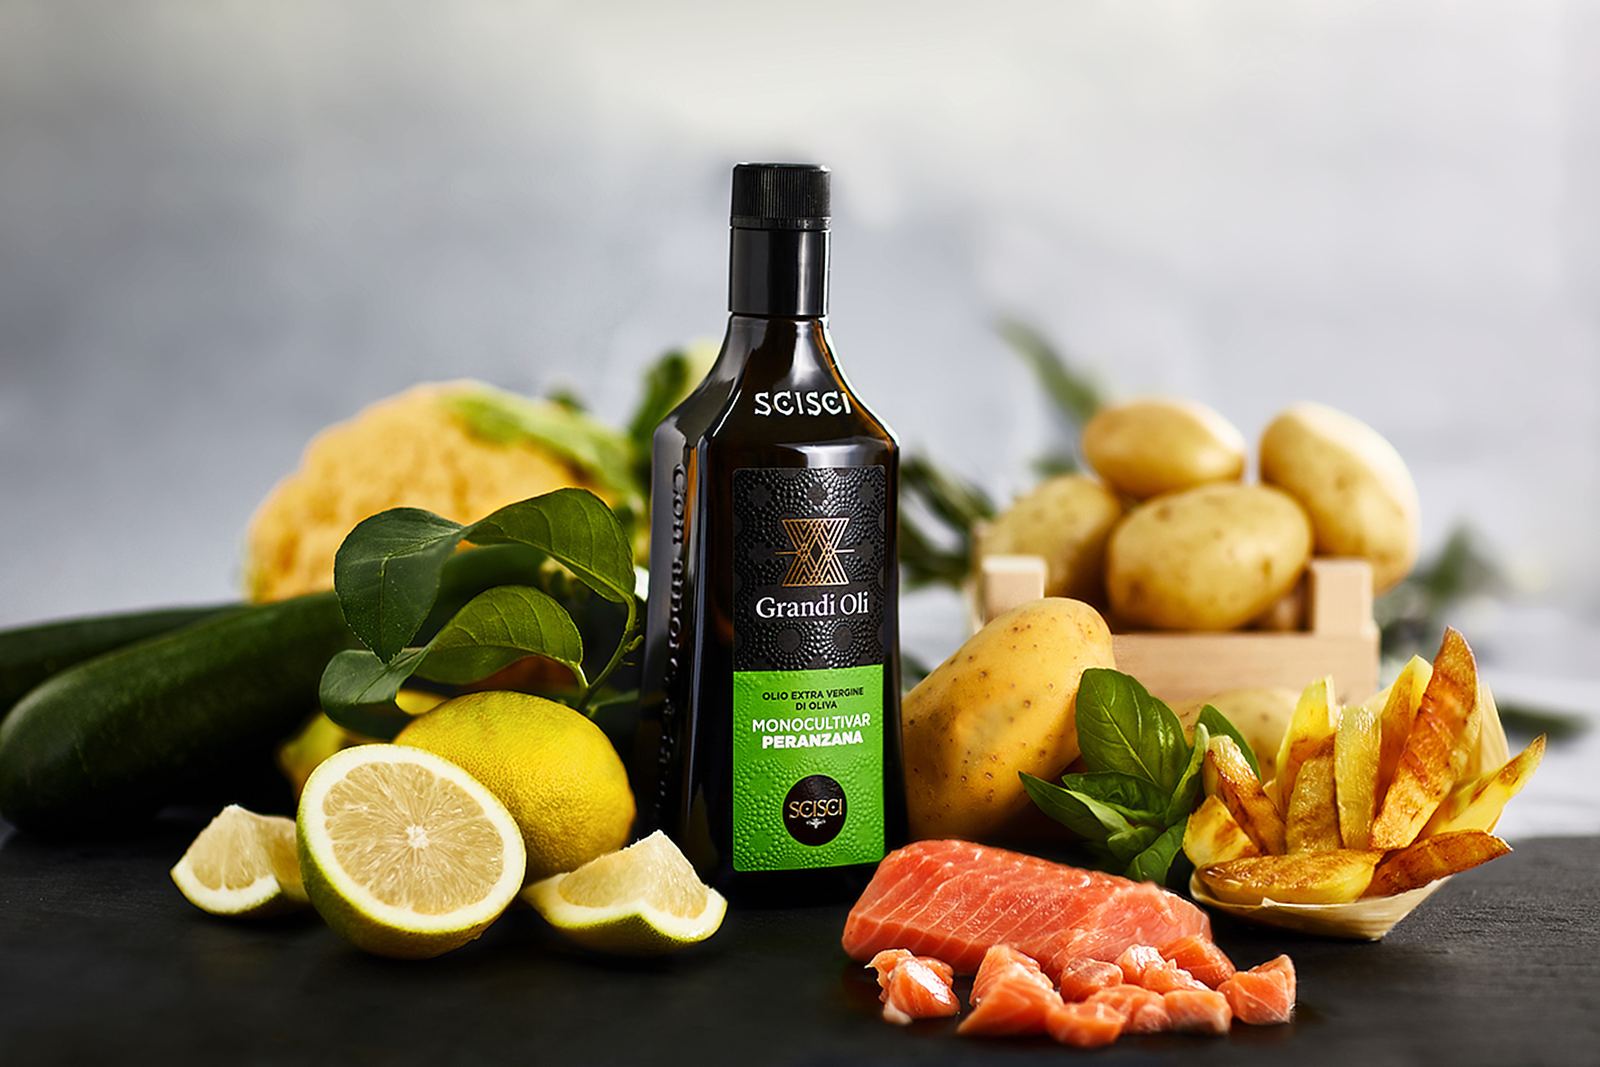 SCISCI
Grandi Oli
OLIO EXTRA VERGINE
DI OLIVA
MONOCULTIVAR
PERANZANA
SCISCI